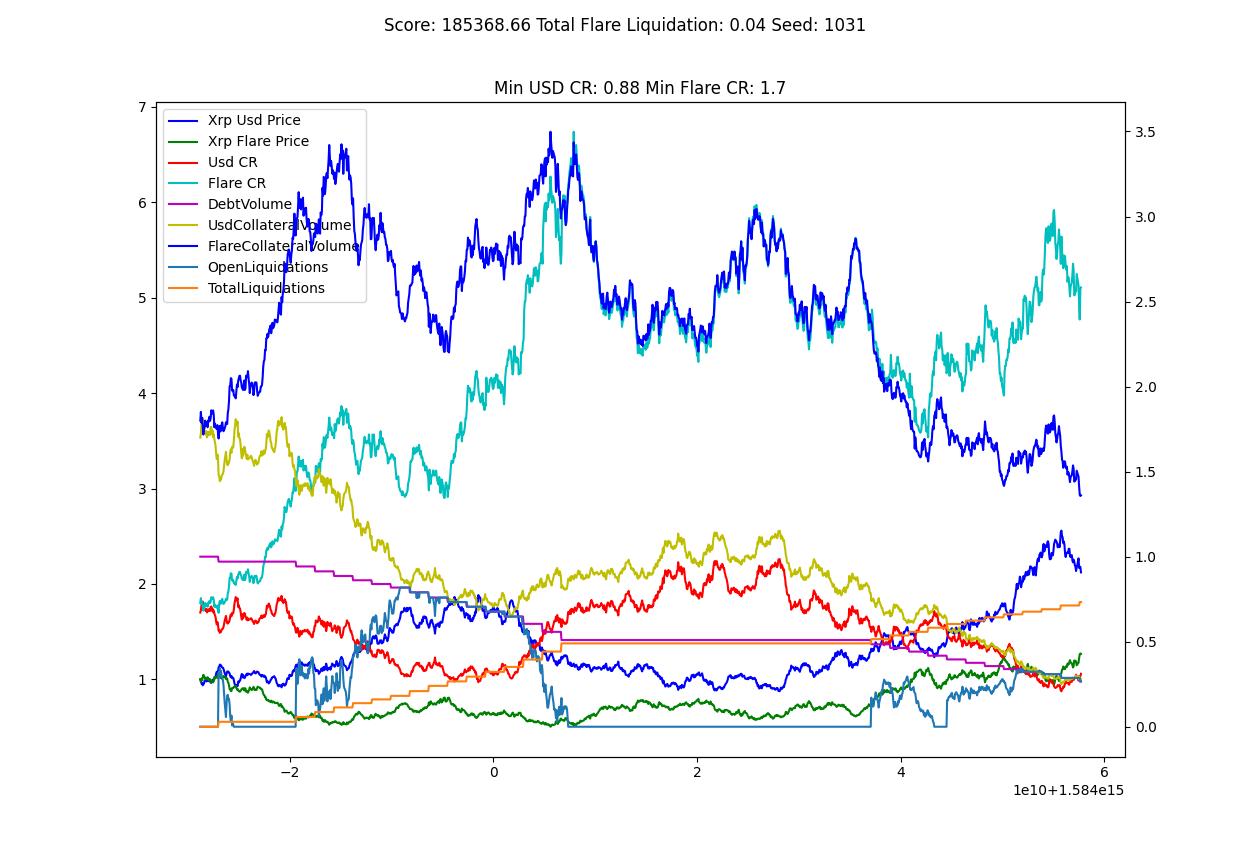 Score: 185368.66 Total Flare Liquidation: 0.04 Seed: 1031
Min USD CR: 0.88 Min Flare CR: 1.7
Xrp Usd Price
Xrp Flare Price
Usd CR
Flare CR
DebtVolume
UsdCollateralVolume
FlareCollateralVolume
OpenLiquidations
TotalLiquidations
7
6
5
4
3
2
1
3.5
3.0
2.5
2.0
1.5
1.0
0.5
0.0
−2 0 2 4 6
1e10+1.584e15